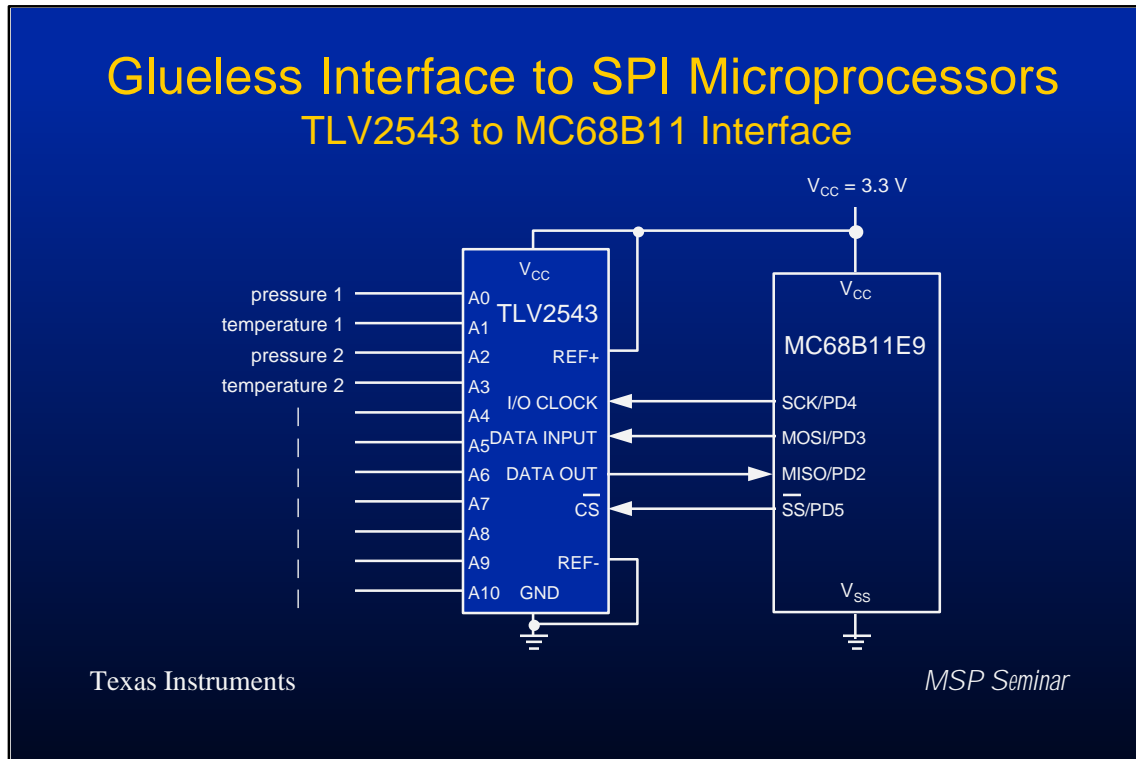 Glueless Interface to SPI Microprocessors
TLV2543 to MC68B11 Interface
VCC = 3.3 V
VCC
VCC
pressure 1
A0
TLV2543
temperature 1
A1
MC68B11E9
pressure 2
A2
REF+
temperature 2
A3
A4
I/O CLOCK
SCK/PD4
A5
DATA INPUT
MOSI/PD3
A6
DATA OUT
MISO/PD2
A7
CS
SS/PD5
A8
A9
REF-
A10
GND
VSS
Texas Instruments
MSP Seminar